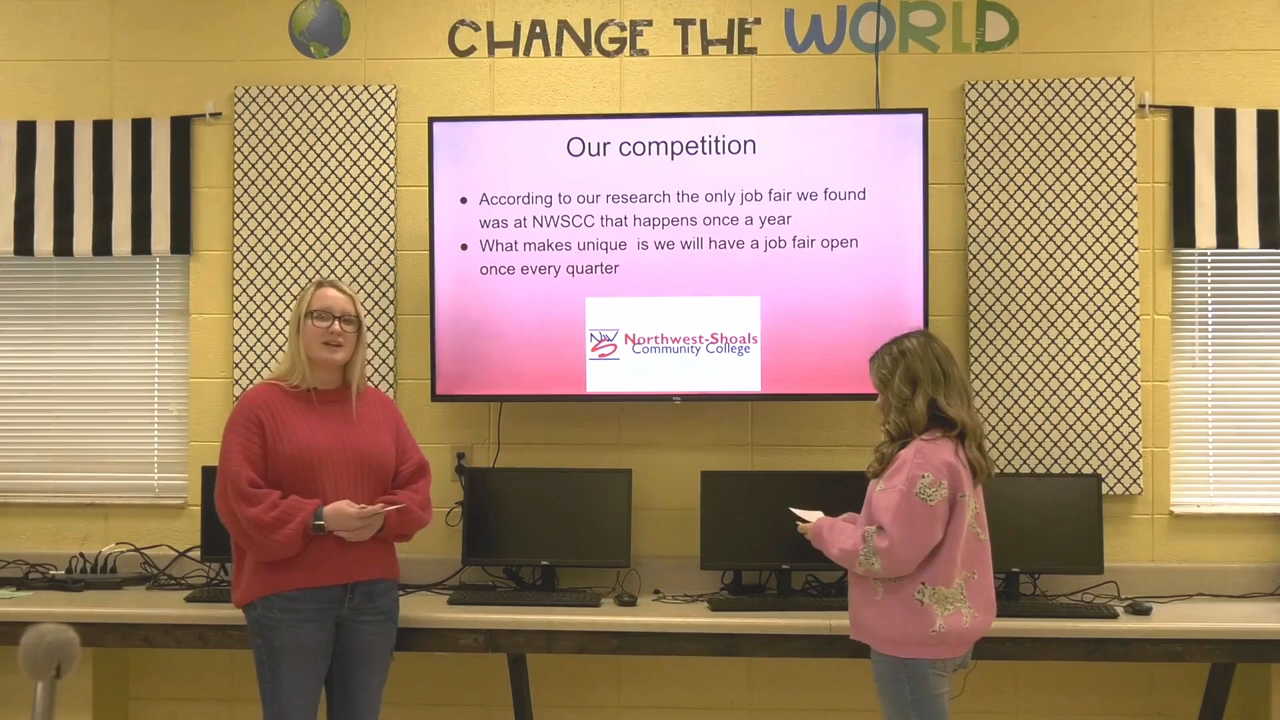 CHANGE THE WORLD
Our competition
According to our research the only job fair we found
was at NWSCC that happens once a year
What makes unique is we will have a job fair open
once every quarter
NWS
Northwest-Shoals
Community College
TCL